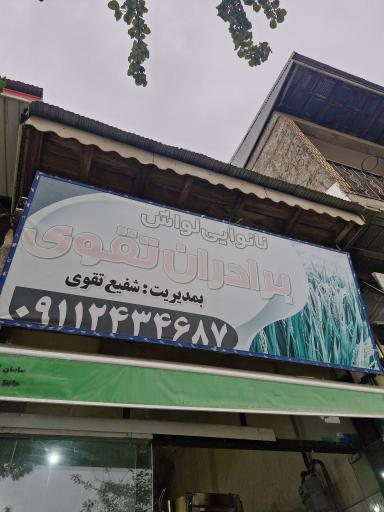 نانوایی لواش
برادران تقوی
بمدیریت : شفیع تقوی
۰۹۱۱۲۴۳۴۶۸۷